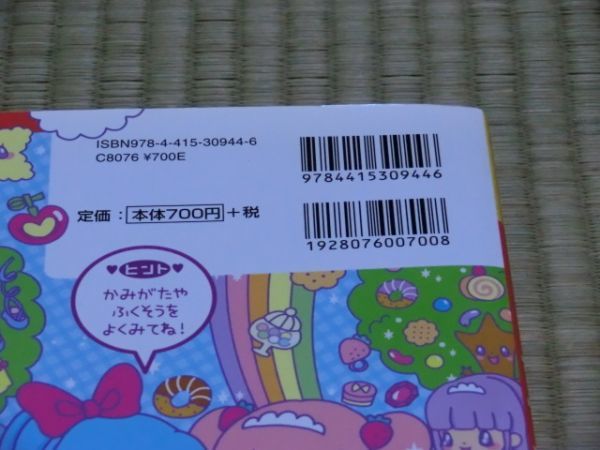 ISBN978-4-415-30944-6
C8076 ¥700E
9784415309446
定価：本体700円＋税
1928076007008
♥ヒント♥
かみがたや
ふくそうを
よくみてね！